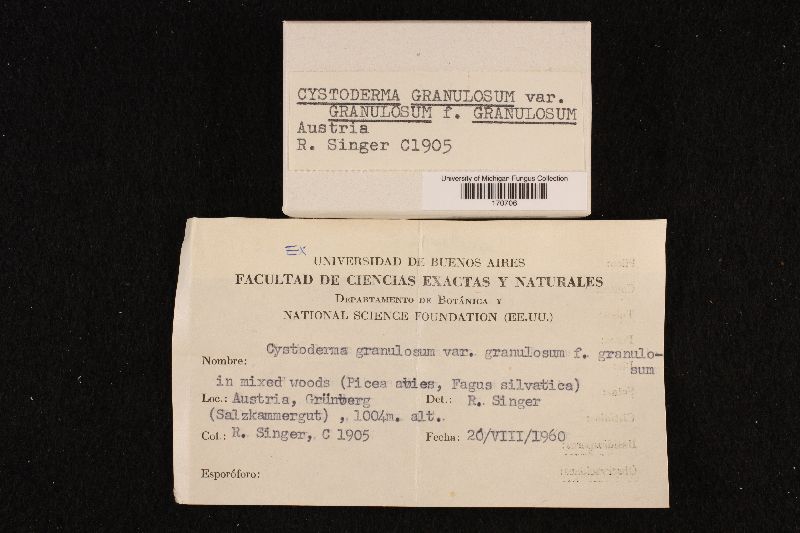 CYSTODERMA GRANULOSUM var.
GRANULOSUM f. GRANULOSUM
Austria
R. Singer C1905
University of Michigan Fungus Collection
170706
Ex
UNIVERSIDAD DE BUENOS AIRES
FACULTAD DE CIENCIAS EXACTAS Y NATURALES
DEPARTAMENTO DE BOTÁNICA Y
NATIONAL SCIENCE FOUNDATION (EE.UU.)
Nombre: Cystoderma granulosum var. granulosum f. granulo-
sum
in mixed woods (Picea abies, Fagus silvatica)
Loc.: Austria, Grünberg Det.: R. Singer
(Salzkammergut) , 1004m. alt.
Col.: R. Singer, C 1905 Fecha: 26/VIII/1960
Esporóforo: